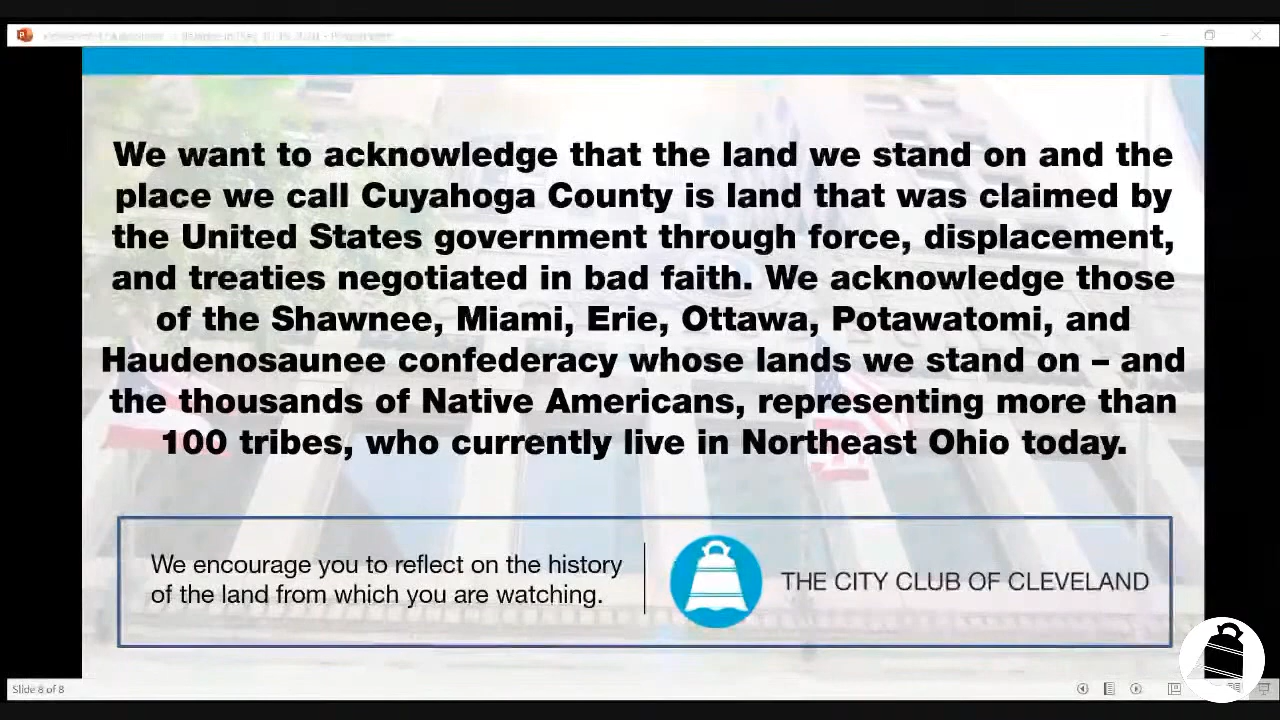 We want to acknowledge that the land we stand on and the
place we call Cuyahoga County is land that was claimed by
the United States government through force, displacement,
and treaties negotiated in bad faith. We acknowledge those
of the Shawnee, Miami, Erie, Ottawa, Potawatomi, and
Haudenosaunee confederacy whose lands we stand on – and
the thousands of Native Americans, representing more than
100 tribes, who currently live in Northeast Ohio today.
We encourage you to reflect on the history
of the land from which you are watching.
THE CITY CLUB OF CLEVELAND
Slide 8 of 8